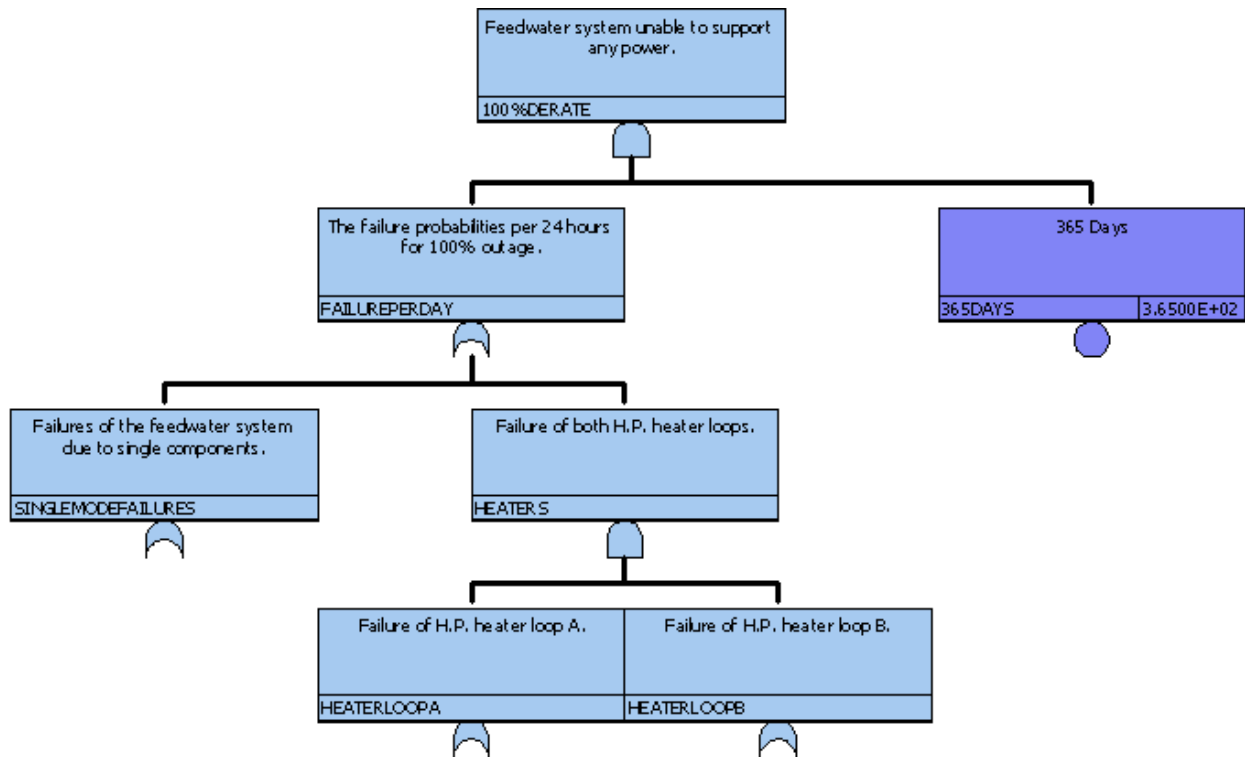 Feedwater system unable to support
any power.
100%DERATE
The failure probabilities per 24 hours
for 100% outage.
FAILUREPERDAY
365 Days
365DAYS 3.6500E+02
Failures of the feedwater system
due to single components.
SINGLEMODEFAILURES
Failure of both H.P. heater loops.
HEATERS
Failure of H.P. heater loop A.
HEATERLOOPA
Failure of H.P. heater loop B.
HEATERLOOPB